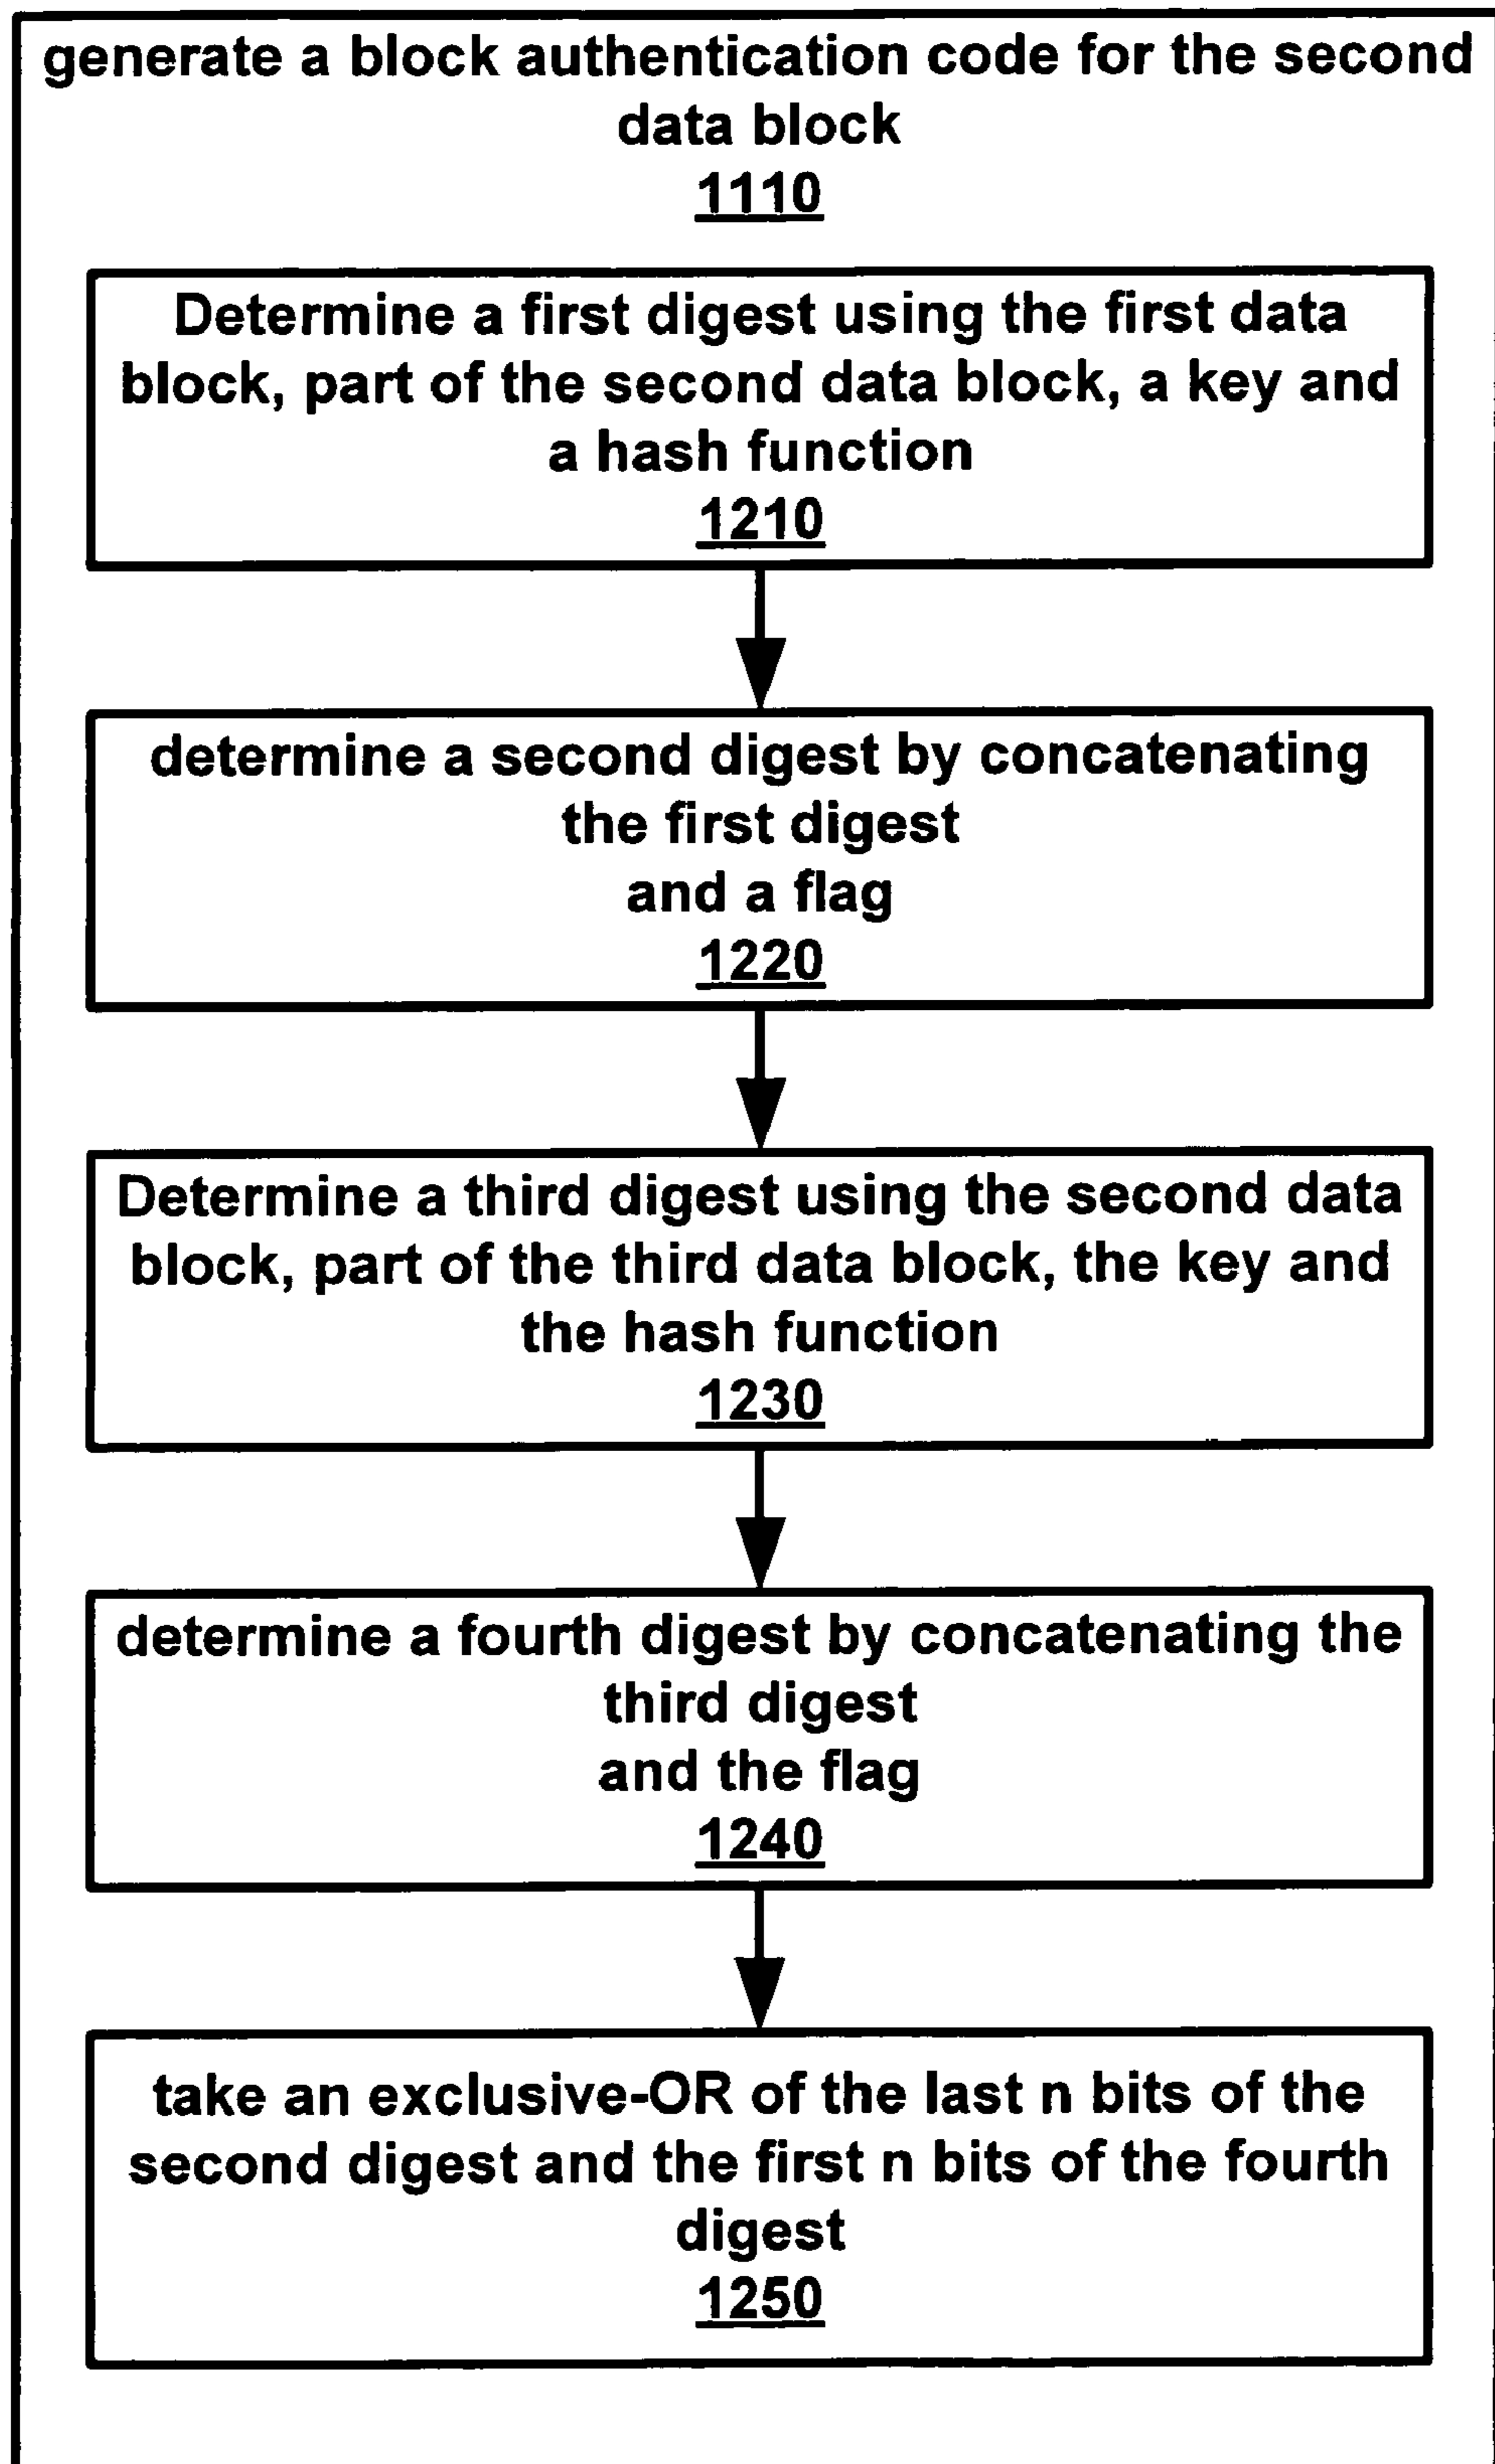 generate a block authentication code for the second
data block
1110
Determine a first digest using the first data
block, part of the second data block, a key and
a hash function
1210
determine a second digest by concatenating
the first digest
and a flag
1220
Determine a third digest using the second data
block, part of the third data block, the key and
the hash function
1230
determine a fourth digest by concatenating the
third digest
and the flag
1240
take an exclusive-OR of the last n bits of the
second digest and the first n bits of the fourth
digest
1250